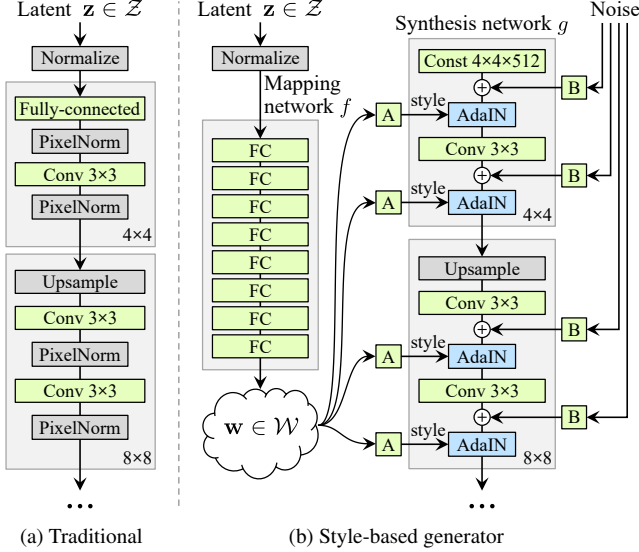 Latent z ∈ 𝒵
Normalize
Fully-connected
PixelNorm
Conv 3×3
PixelNorm
4×4
Upsample
Conv 3×3
PixelNorm
Conv 3×3
PixelNorm
8×8
...
(a) Traditional
Latent z ∈ 𝒵
Normalize
Mapping
network f
FC
FC
FC
FC
FC
FC
FC
FC
w ∈ 𝒲
A
style
A
style
A
style
A
style
Synthesis network g
Noise
Const 4×4×512
B
AdaIN
Conv 3×3
B
AdaIN
4×4
Upsample
Conv 3×3
B
AdaIN
Conv 3×3
B
AdaIN
8×8
...
(b) Style-based generator